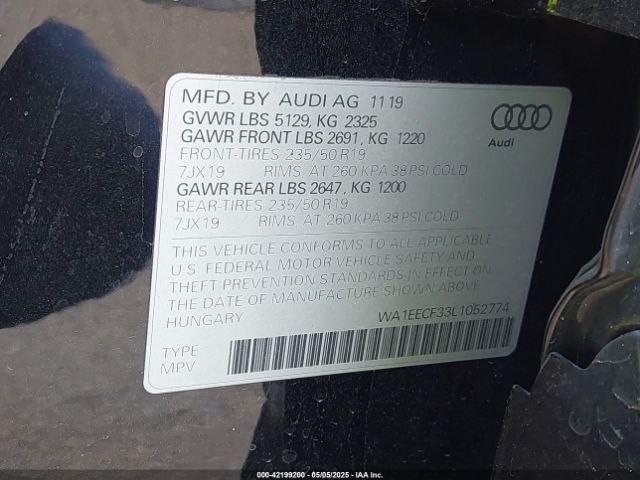 MFD. BY AUDI AG 11 19
GVWR LBS 5129, KG 2325
GAWR FRONT LBS 2691, KG 1220
FRONT-TIRES 235/50 R19
7JX19 RIMS AT 260 KPA 38 PSI COLD
GAWR REAR LBS 2647, KG 1200
REAR-TIRES 235/50 R19
7JX19 RIMS AT 260 KPA 38 PSI COLD
Audi
THIS VEHICLE CONFORMS TO ALL APPLICABLE
U.S FEDERAL MOTOR VEHICLE SAFETY AND
THEFT PREVENTION STANDARDS IN EFFECT ON
THE DATE OF MANUFACTURE SHOWN ABOVE.
HUNGARY
WA1EECF33L1052774
TYPE
MPV
000-42199200 - 05/05/2025 - IAAI.COM